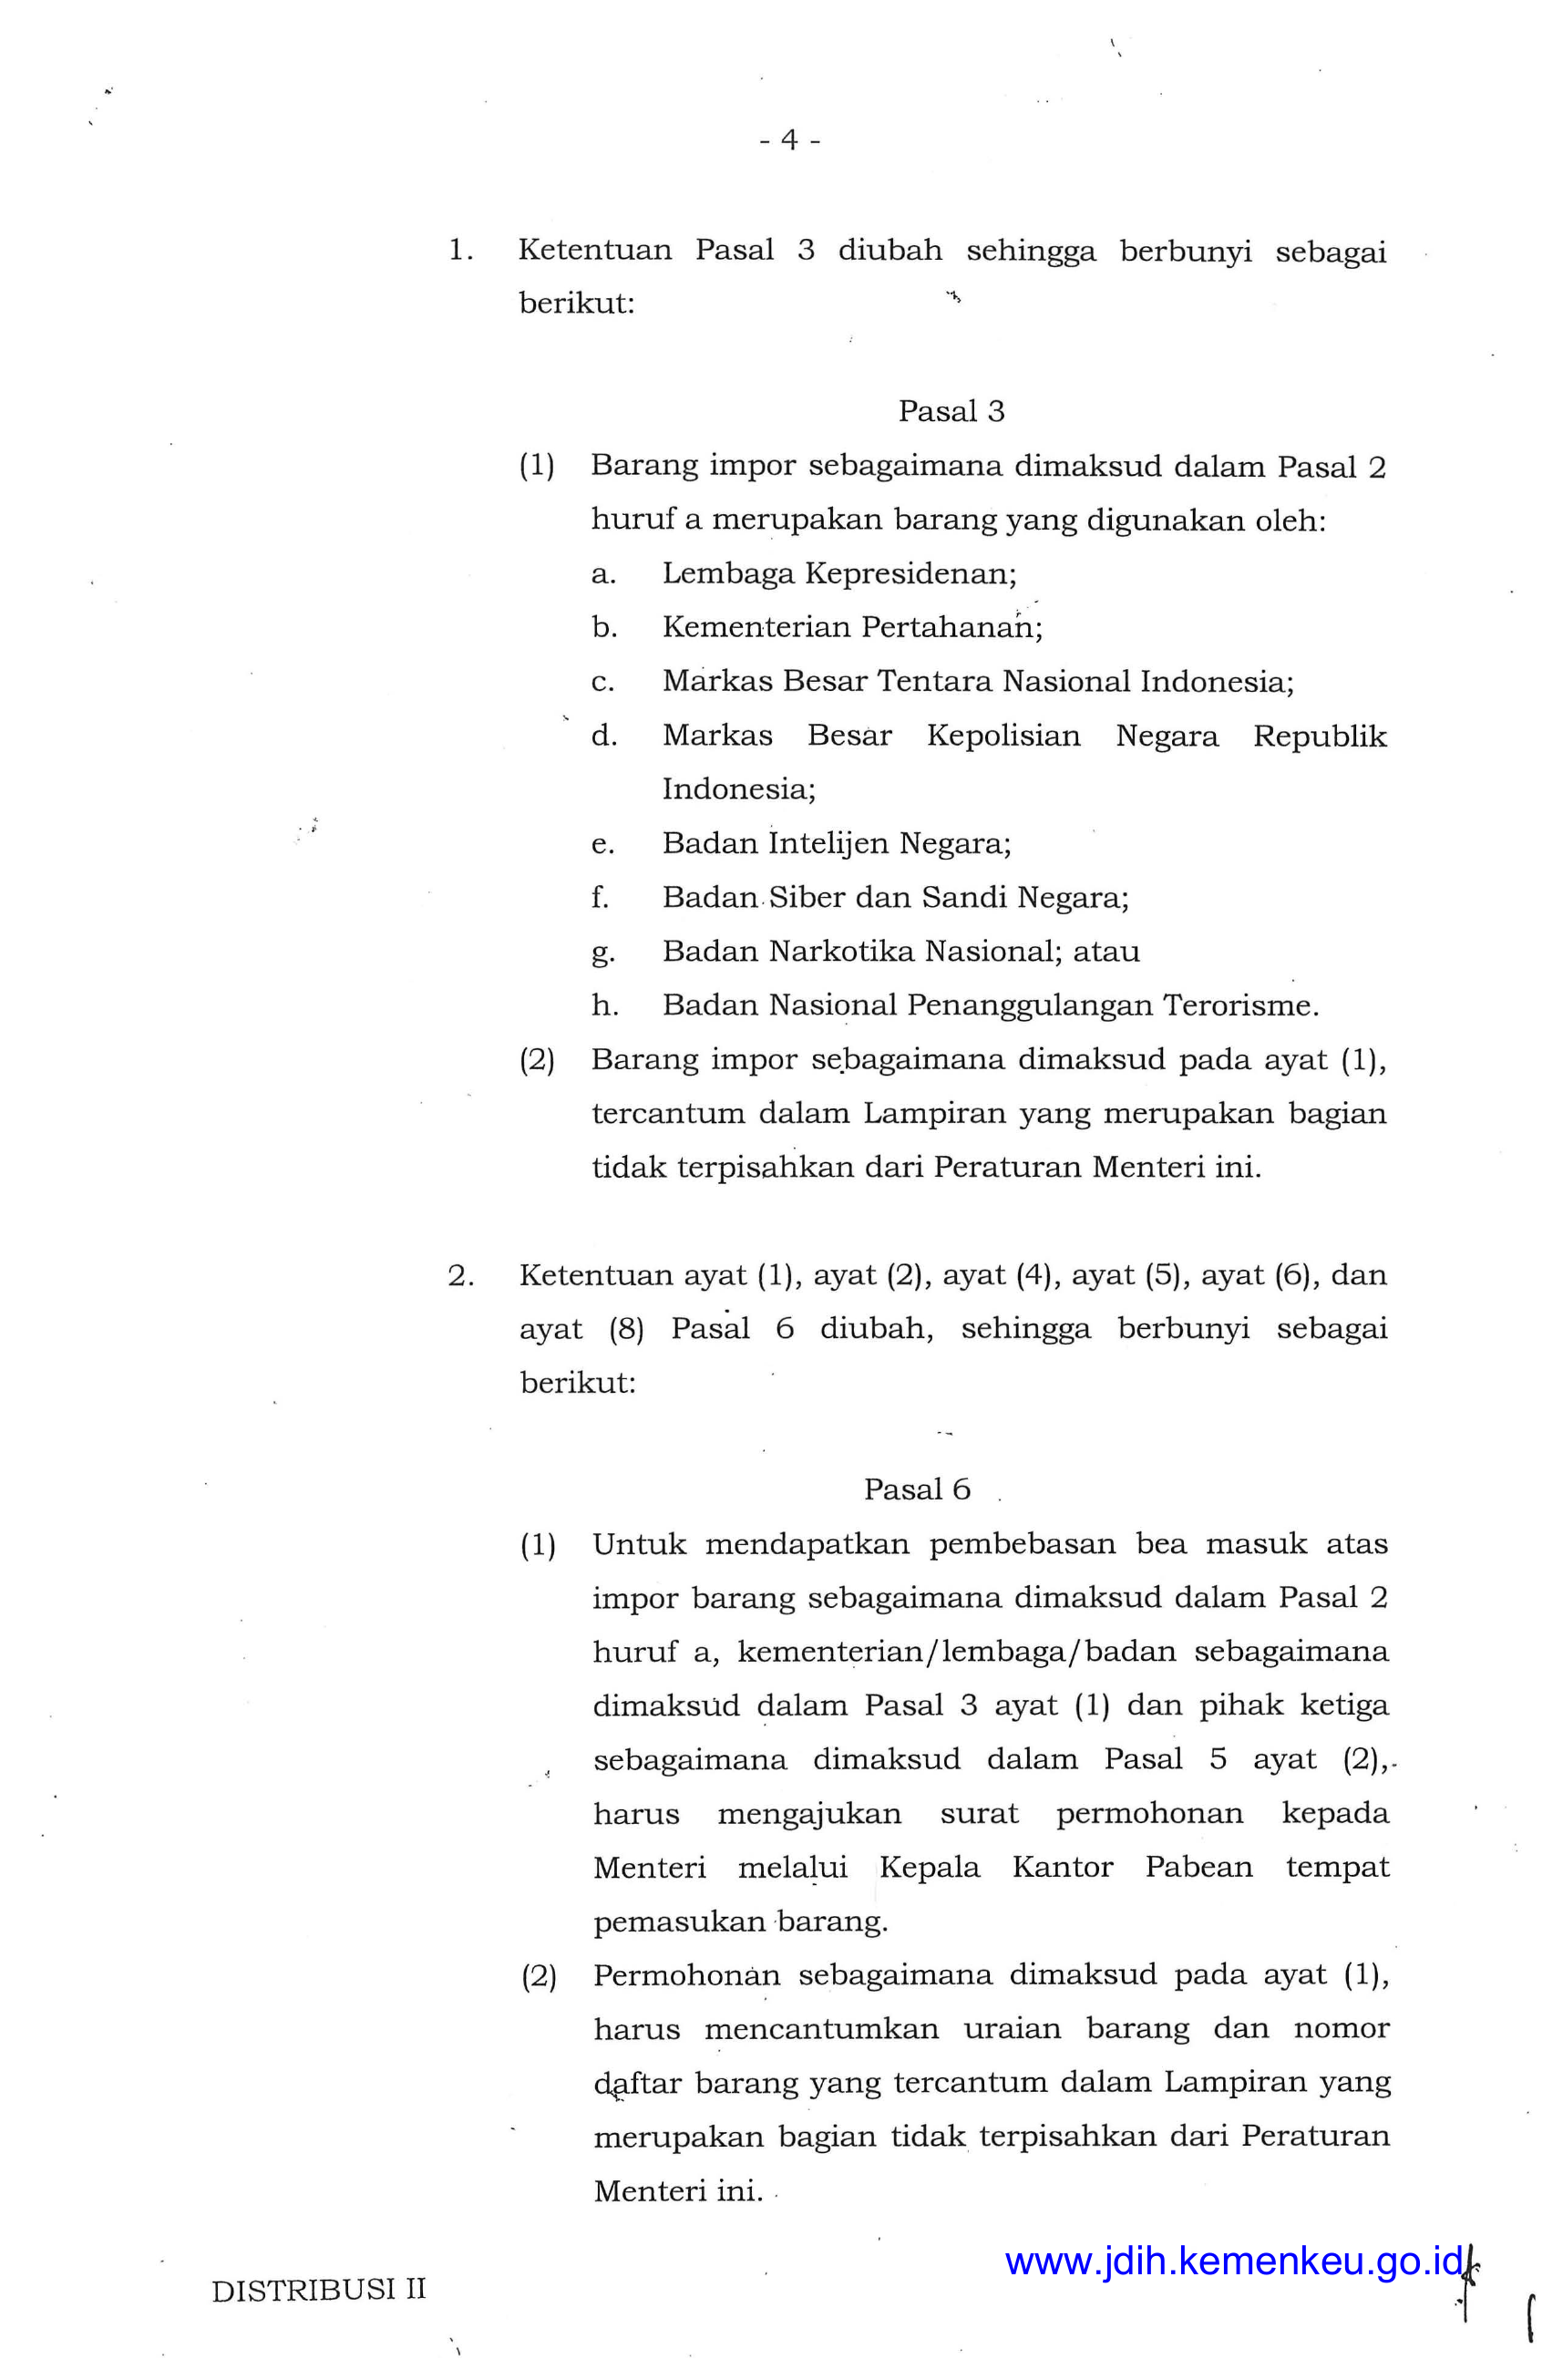 - 4 -
1. Ketentuan Pasal 3 diubah sehingga berbunyi sebagai
berikut:
Pasal 3
(1) Barang impor sebagaimana dimaksud dalam Pasal 2
huruf a merupakan barang yang digunakan oleh:
a. Lembaga Kepresidenan;
b. Kementerian Pertahanan;
c. Markas Besar Tentara Nasional Indonesia;
d. Markas Besar Kepolisian Negara Republik
Indonesia;
e. Badan Intelijen Negara;
f. Badan Siber dan Sandi Negara;
g. Badan Narkotika Nasional; atau
h. Badan Nasional Penanggulangan Terorisme.
(2) Barang impor sebagaimana dimaksud pada ayat (1),
tercantum dalam Lampiran yang merupakan bagian
tidak terpisahkan dari Peraturan Menteri ini.
2. Ketentuan ayat (1), ayat (2), ayat (4), ayat (5), ayat (6), dan
ayat (8) Pasal 6 diubah, sehingga berbunyi sebagai
berikut:
Pasal 6
(1) Untuk mendapatkan pembebasan bea masuk atas
impor barang sebagaimana dimaksud dalam Pasal 2
huruf a, kementerian/lembaga/badan sebagaimana
dimaksud dalam Pasal 3 ayat (1) dan pihak ketiga
sebagaimana dimaksud dalam Pasal 5 ayat (2),
harus mengajukan surat permohonan kepada
Menteri melalui Kepala Kantor Pabean tempat
pemasukan barang.
(2) Permohonan sebagaimana dimaksud pada ayat (1),
harus mencantumkan uraian barang dan nomor
daftar barang yang tercantum dalam Lampiran yang
merupakan bagian tidak terpisahkan dari Peraturan
Menteri ini.
www.jdih.kemenkeu.go.id
DISTRIBUSI II